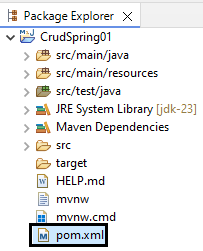 Package Explorer
CrudSpring01
src/main/java
src/main/resources
src/test/java
JRE System Library [jdk-23]
Maven Dependencies
src
target
HELP.md
mvnw
mvnw.cmd
pom.xml